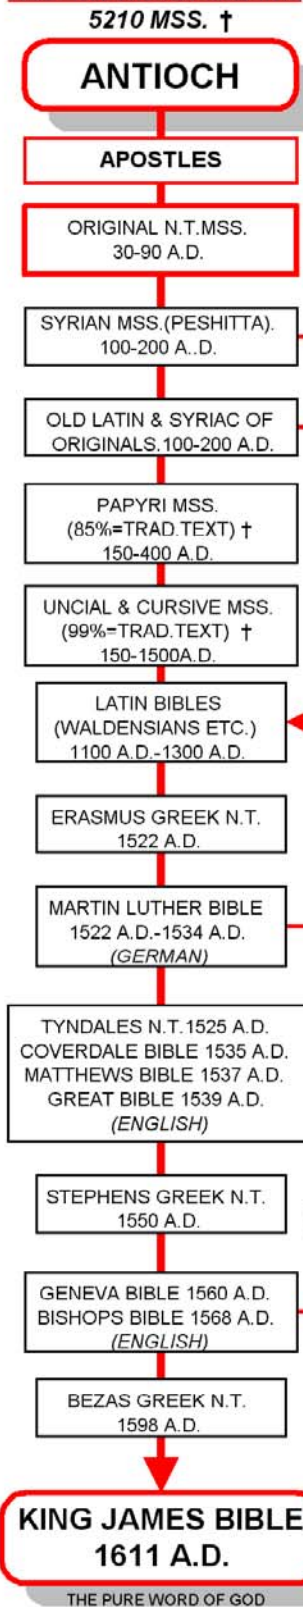 5210 MSS. †
ANTIOCH
APOSTLES
ORIGINAL N.T.MSS.
30-90 A.D.
SYRIAN MSS.(PESHITTA).
100-200 A..D.
OLD LATIN & SYRIAC OF
ORIGINALS.100-200 A.D.
PAPYRI MSS.
(85%=TRAD.TEXT) †
150-400 A.D.
UNCIAL & CURSIVE MSS.
(99%=TRAD.TEXT) †
150-1500A.D.
LATIN BIBLES
(WALDENSIANS ETC.)
1100 A.D.-1300 A.D.
ERASMUS GREEK N.T.
1522 A.D.
MARTIN LUTHER BIBLE
1522 A.D.-1534 A.D.
(GERMAN)
TYNDALES N.T.1525 A.D.
COVERDALE BIBLE 1535 A.D.
MATTHEWS BIBLE 1537 A.D.
GREAT BIBLE 1539 A.D.
(ENGLISH)
STEPHENS GREEK N.T.
1550 A.D.
GENEVA BIBLE 1560 A.D.
BISHOPS BIBLE 1568 A.D.
(ENGLISH)
BEZAS GREEK N.T.
1598 A.D.
KING JAMES BIBLE
1611 A.D.
THE PURE WORD OF GOD